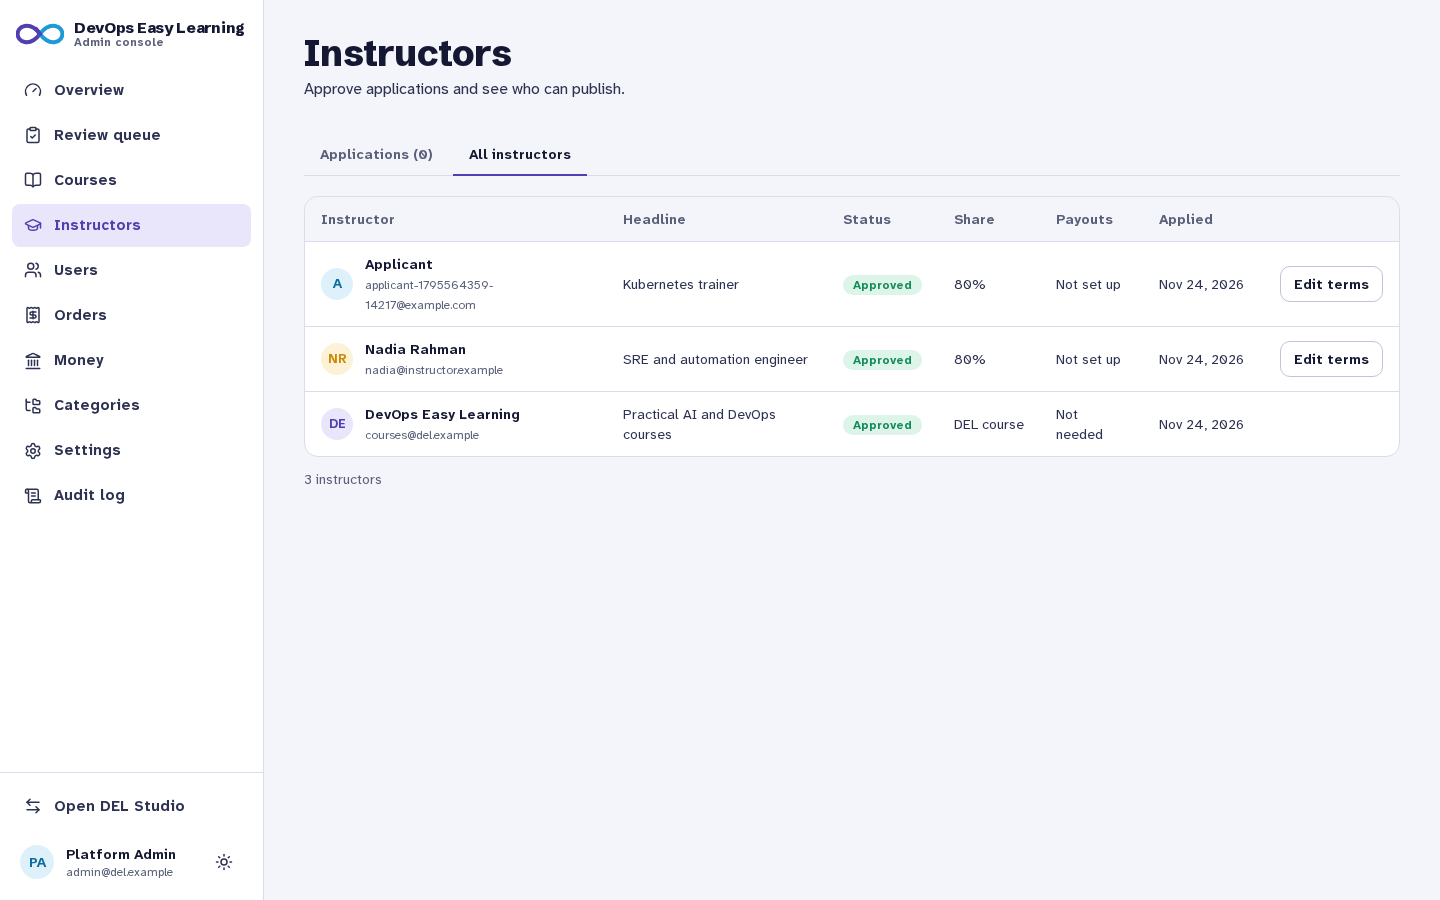 DevOps Easy Learning
Admin console
Overview
Review queue
Courses
Instructors
Users
Orders
Money
Categories
Settings
Audit log
Open DEL Studio
PA
Platform Admin
admin@del.example
Instructors
Approve applications and see who can publish.
Applications (0)
All instructors
Instructor
Headline
Status
Share
Payouts
Applied
A
Applicant
applicant-1795564359-
14217@example.com
Kubernetes trainer
Approved
80%
Not set up
Nov 24, 2026
Edit terms
NR
Nadia Rahman
nadia@instructor.example
SRE and automation engineer
Approved
80%
Not set up
Nov 24, 2026
Edit terms
DE
DevOps Easy Learning
courses@del.example
Practical AI and DevOps
courses
Approved
DEL course
Not
needed
Nov 24, 2026
3 instructors